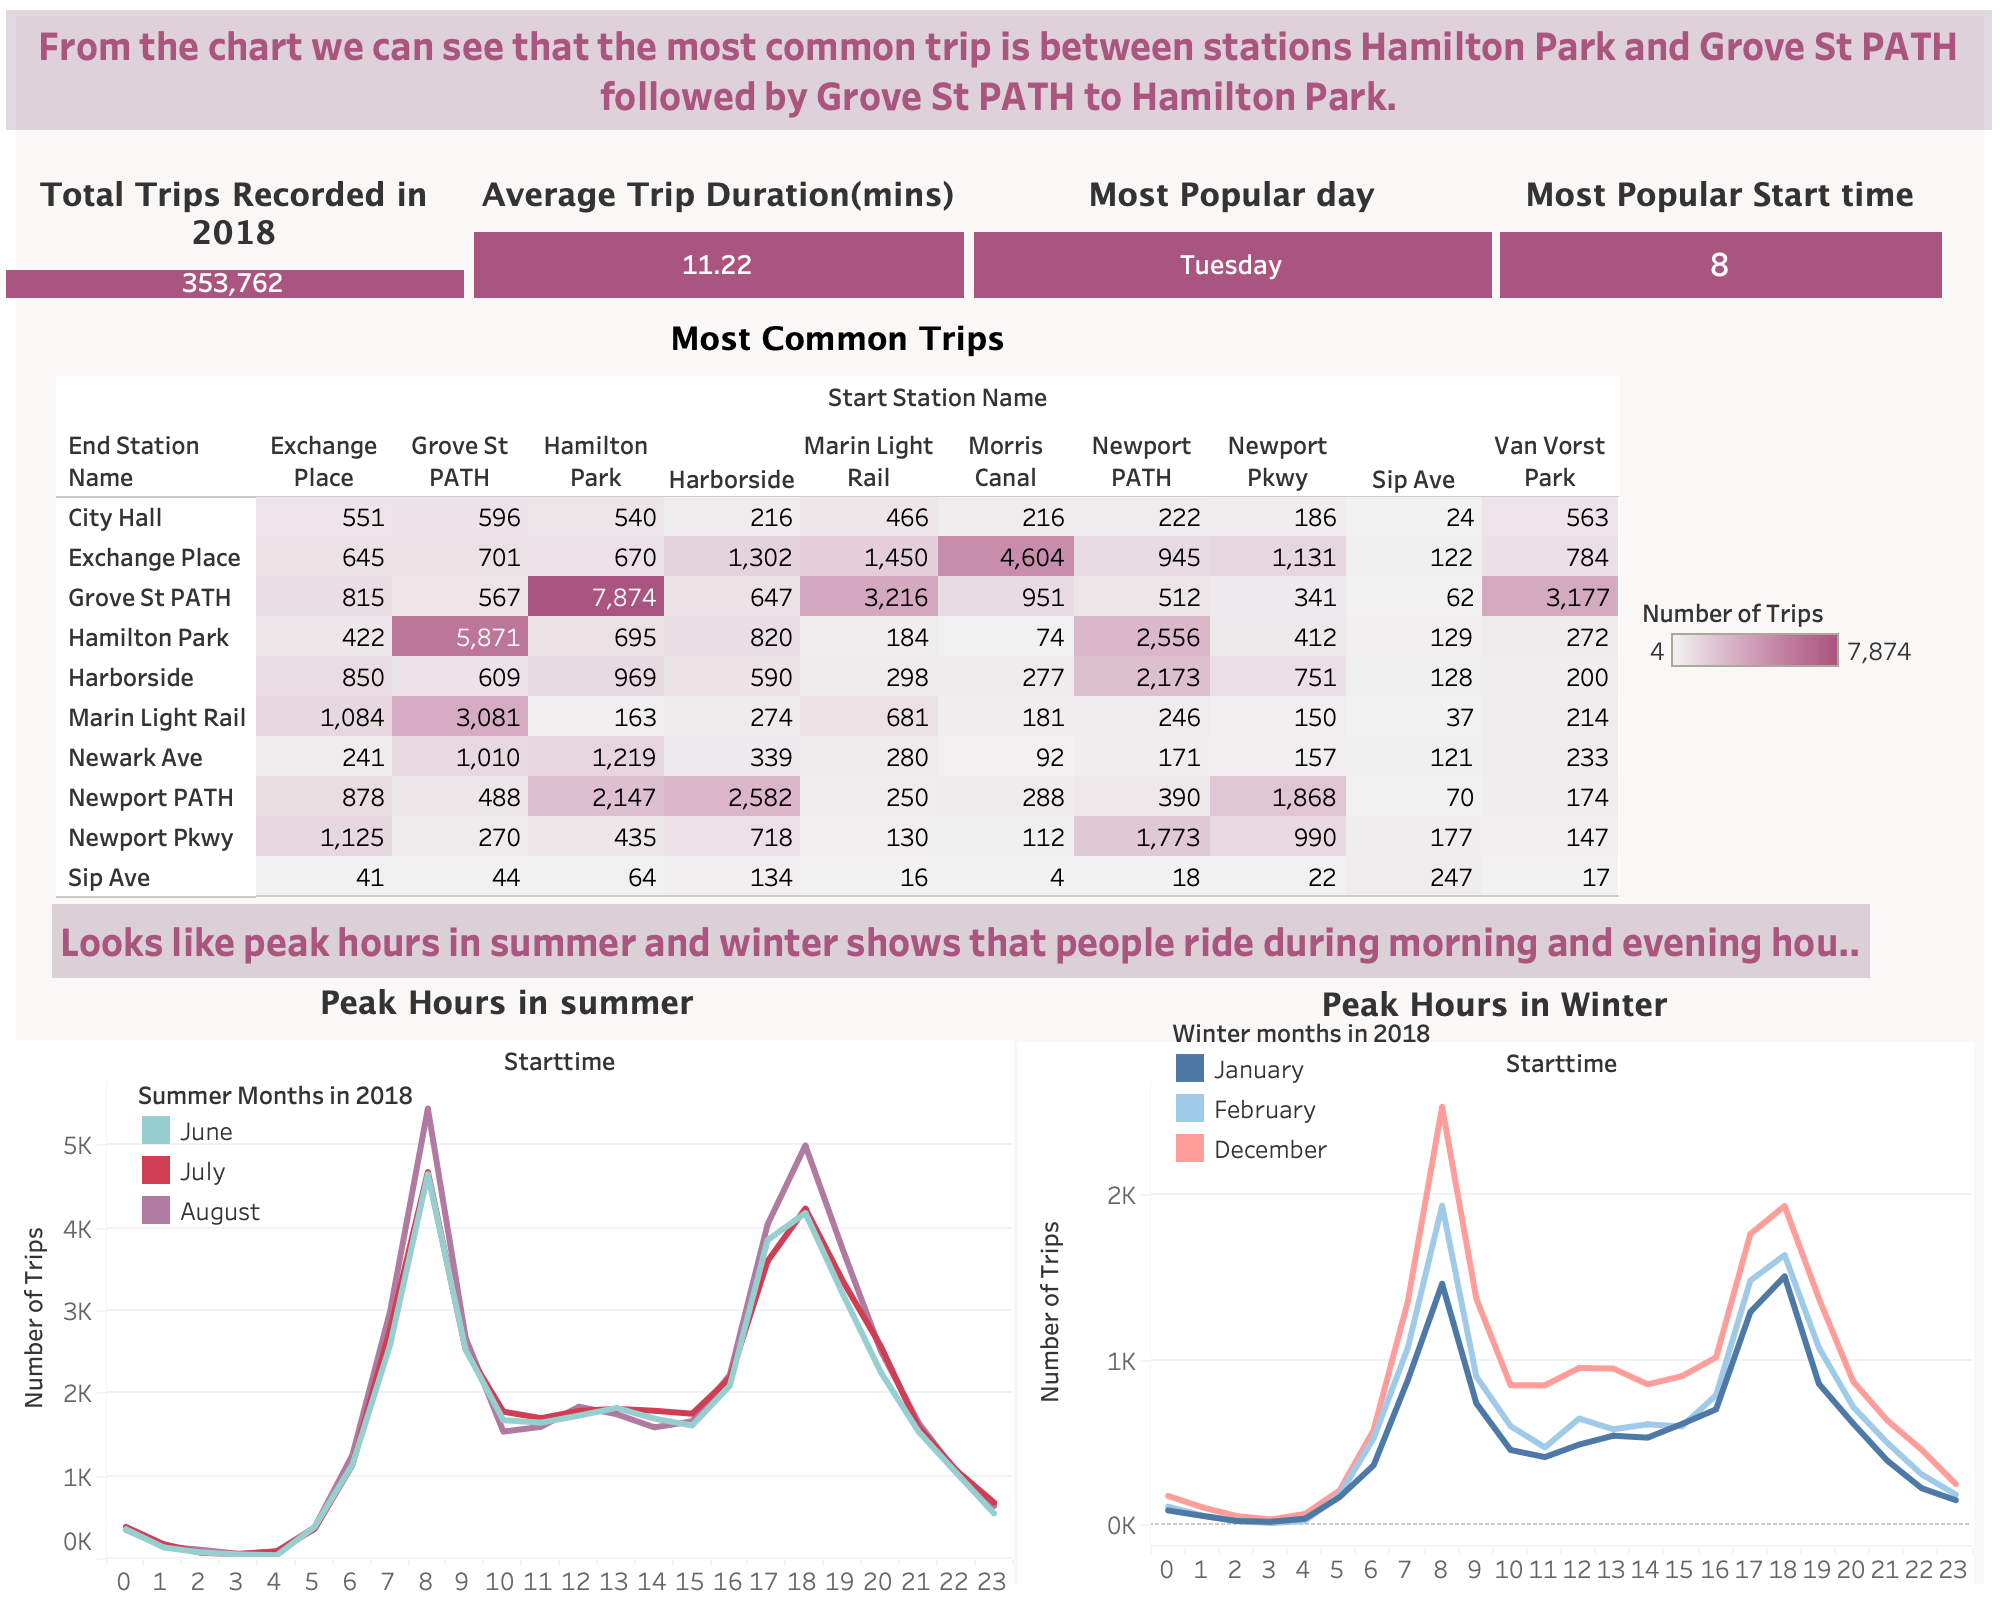 From the chart we can see that the most common trip is between stations Hamilton Park and Grove St PATH
followed by Grove St PATH to Hamilton Park.
Total Trips Recorded in
2018
353,762
Average Trip Duration(mins)
11.22
Most Popular day
Tuesday
Most Popular Start time
8
Most Common Trips
Start Station Name
End Station Exchange Grove St Hamilton Marin Light Morris Newport Newport Van Vorst
Name Place PATH Park Harborside Rail Canal PATH Pkwy Sip Ave Park
City Hall 551 596 540 216 466 216 222 186 24 563
Exchange Place 645 701 670 1,302 1,450 4,604 945 1,131 122 784
Grove St PATH 815 567 7,874 647 3,216 951 512 341 62 3,177
Hamilton Park 422 5,871 695 820 184 74 2,556 412 129 272
Harborside 850 609 969 590 298 277 2,173 751 128 200
Marin Light Rail 1,084 3,081 163 274 681 181 246 150 37 214
Newark Ave 241 1,010 1,219 339 280 92 171 157 121 233
Newport PATH 878 488 2,147 2,582 250 288 390 1,868 70 174
Newport Pkwy 1,125 270 435 718 130 112 1,773 990 177 147
Sip Ave 41 44 64 134 16 4 18 22 247 17
Number of Trips
4 7,874
Looks like peak hours in summer and winter shows that people ride during morning and evening hou..
Peak Hours in summer
Starttime
Summer Months in 2018
June
July
August
Number of Trips
5K
4K
3K
2K
1K
0K
0 1 2 3 4 5 6 7 8 9 10 11 12 13 14 15 16 17 18 19 20 21 22 23
Peak Hours in Winter
Winter months in 2018
Starttime
January
February
December
Number of Trips
2K
1K
0K
0 1 2 3 4 5 6 7 8 9 10 11 12 13 14 15 16 17 18 19 20 21 22 23